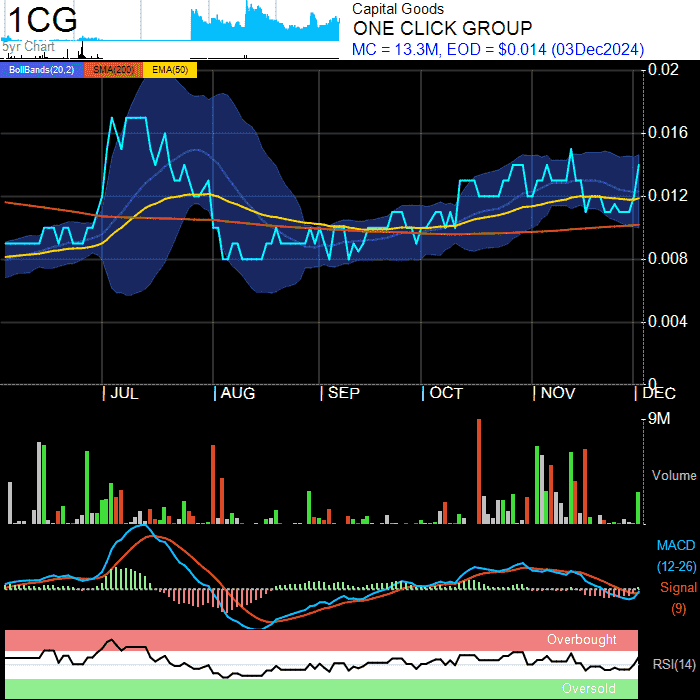 1CG
5yr Chart
Capital Goods
ONE CLICK GROUP
MC = 13.3M, EOD = $0.014 (03Dec2024)
BollBands(20,2) SMA(200) EMA(50)
0.02
0.016
0.012
0.008
0.004
0
JUL AUG SEP OCT NOV DEC
9M
Volume
MACD
(12-26)
Signal
(9)
Overbought
RSI(14)
Oversold